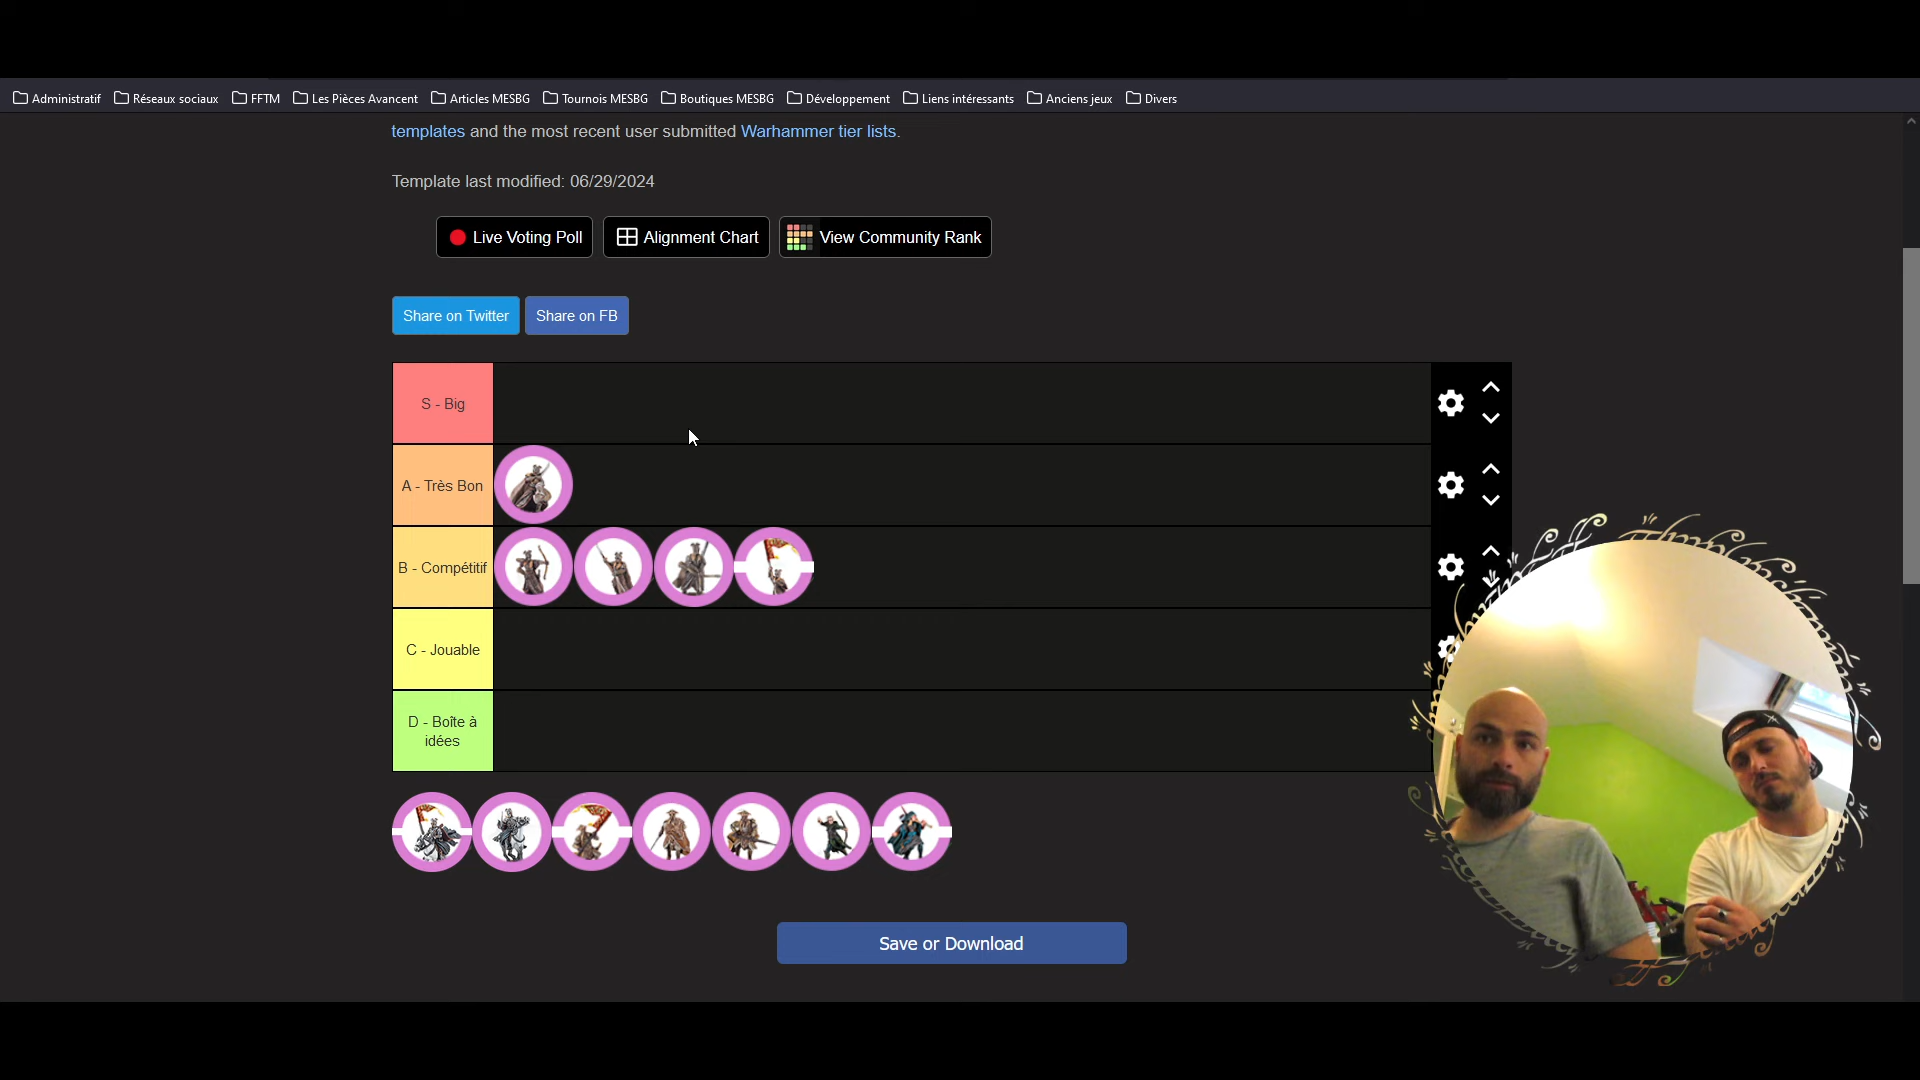 Administratif Réseaux sociaux FFTM Les Pièces Avancent Articles MESBG Tournois MESBG Boutiques MESBG Développement Liens intéressants Anciens jeux Divers
templates and the most recent user submitted Warhammer tier lists.
Template last modified: 06/29/2024
Live Voting Poll Alignment Chart View Community Rank
Share on Twitter Share on FB
S - Big
A - Très Bon
B - Compétitif
C - Jouable
D - Boîte à
idées
Save or Download